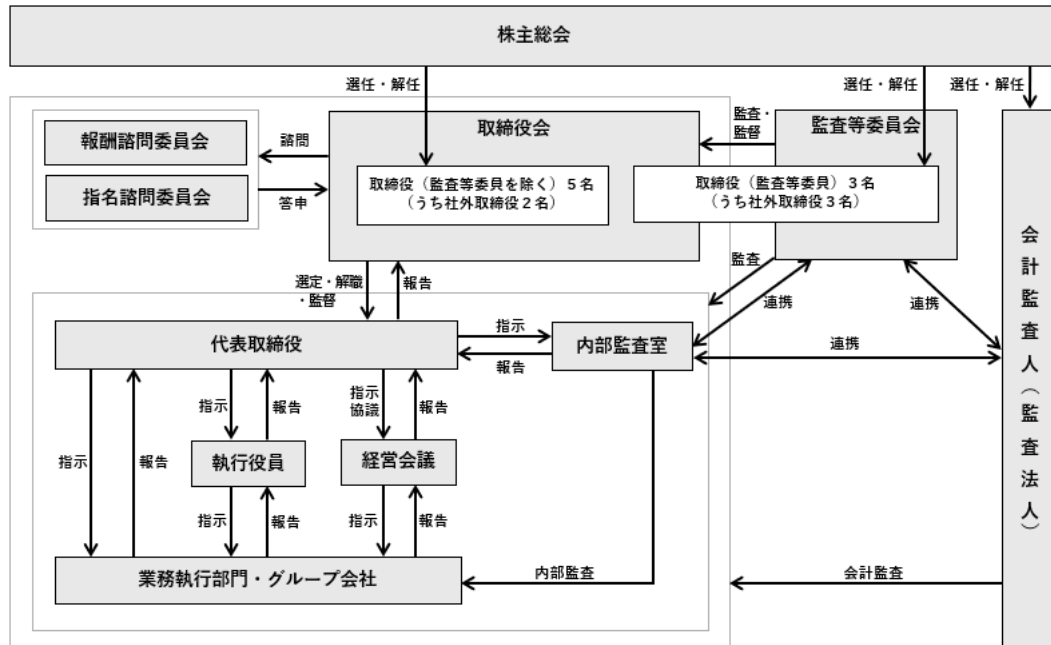 株主総会
選任・解任
選任・解任
選任・解任
報酬諮問委員会
指名諮問委員会
諮問
答申
取締役会
取締役（監査等委員を除く）５名
（うち社外取締役２名）
監査・
監督
監査等委員会
取締役（監査等委員）３名
（うち社外取締役３名）
会計監査人（監査法人）
選定・解職
・監督
報告
監査
連携
連携
代表取締役
指示
報告
内部監査室
連携
指示
報告
指示
報告
指示
協議
報告
執行役員
経営会議
指示
報告
指示
報告
業務執行部門・グループ会社
内部監査
会計監査